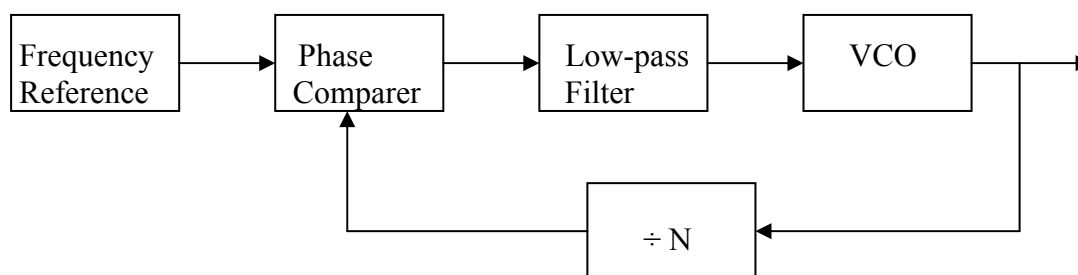 Frequency
Reference
Phase
Comparer
Low-pass
Filter
VCO
÷ N